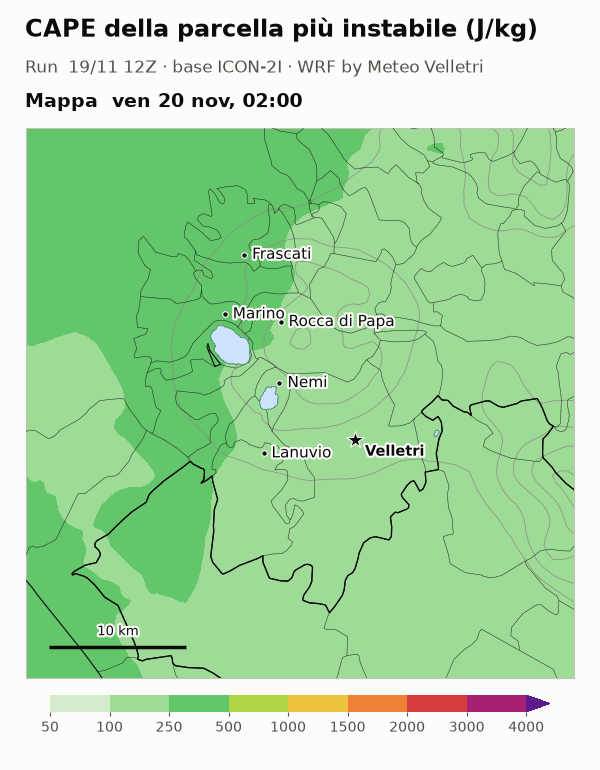 CAPE della parcella più instabile (J/kg)
Run  19/11 12Z · base ICON-2I · WRF by Meteo Velletri
Mappa  ven 20 nov, 02:00
Frascati
Marino
Rocca di Papa
Nemi
Velletri
Lanuvio
10 km
50 100 250 500 1000 1500 2000 3000 4000